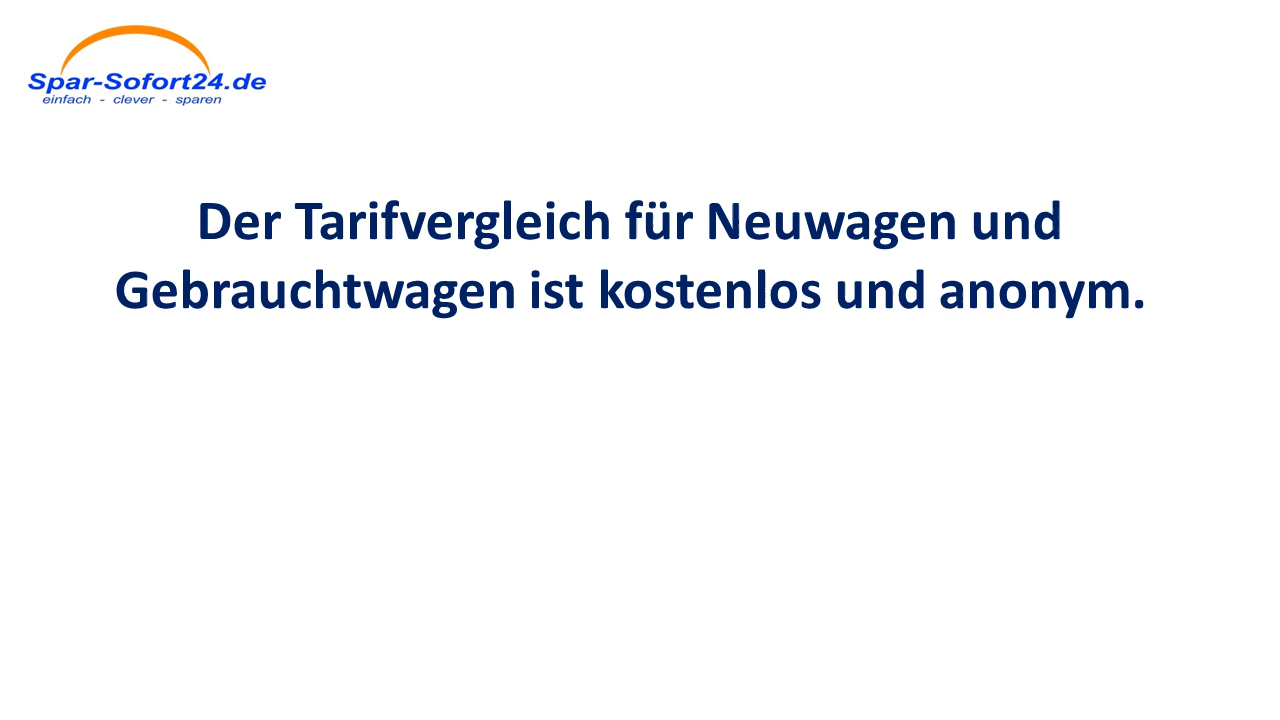 Spar-Sofort24.de
einfach - clever - sparen
Der Tarifvergleich für Neuwagen und
Gebrauchtwagen ist kostenlos und anonym.